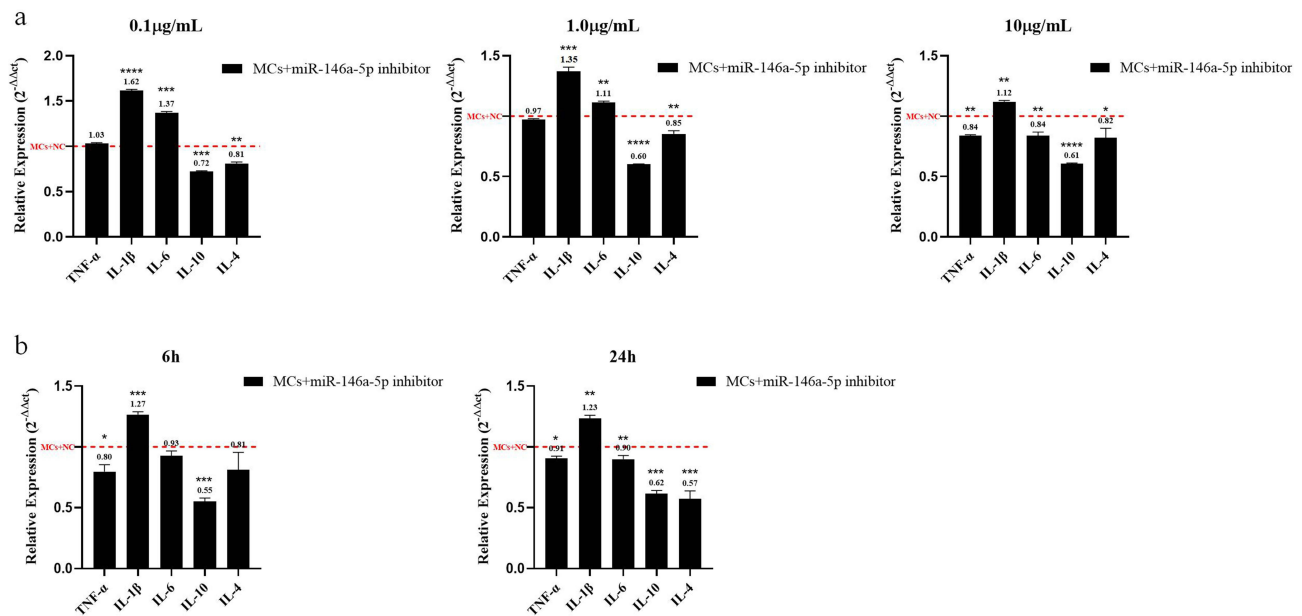 a
0.1μg/mL
Relative Expression (2-ΔΔct)
2.0
1.5
1.0
0.5
0.0
MCs+NC
MCs+miR-146a-5p inhibitor
1.03
****
1.62
***
1.37
***
0.72
**
0.81
TNF-α
IL-1β
IL-6
IL-10
IL-4
1.0μg/mL
Relative Expression (2-ΔΔct)
1.5
0.5
0.0
MCs+NC
MCs+miR-146a-5p inhibitor
0.97
***
1.35
**
1.11
****
0.60
**
0.85
TNF-α
IL-1β
IL-6
IL-10
IL-4
10μg/mL
Relative Expression (2-ΔΔct)
1.5
0.5
0.0
MCs+NC
MCs+miR-146a-5p inhibitor
**
0.84
**
1.12
**
0.84
****
0.61
*
0.82
TNF-α
IL-1β
IL-6
IL-10
IL-4
b
6h
Relative Expression (2-ΔΔct)
1.5
0.5
0.0
MCs+NC
MCs+miR-146a-5p inhibitor
*
0.80
***
1.27
0.93
***
0.55
0.81
TNF-α
IL-1β
IL-6
IL-10
IL-4
24h
Relative Expression (2-ΔΔct)
1.5
0.5
0.0
MCs+NC
MCs+miR-146a-5p inhibitor
*
0.91
**
1.23
**
0.90
***
0.62
***
0.57
TNF-α
IL-1β
IL-6
IL-10
IL-4